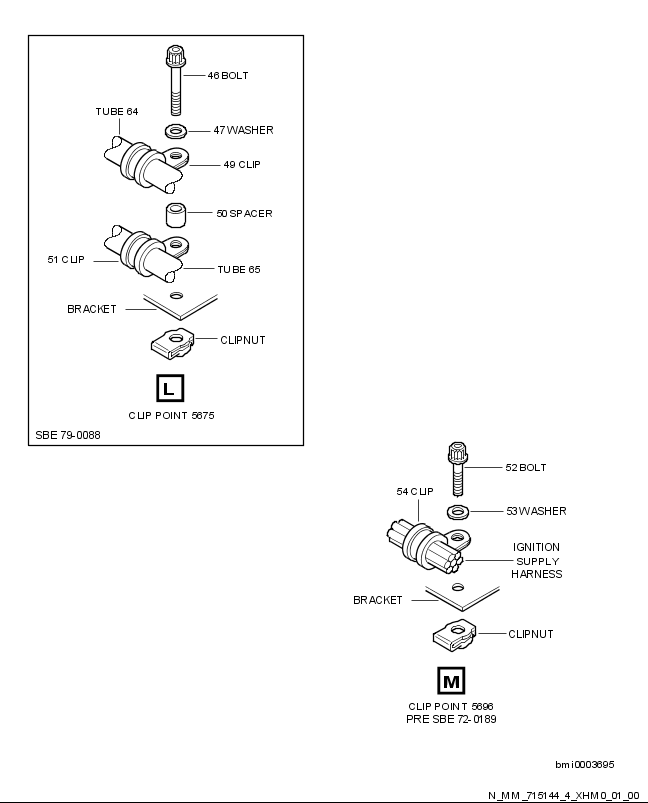 46 BOLT
TUBE 64
47 WASHER
49 CLIP
50 SPACER
51 CLIP
TUBE 65
BRACKET
CLIPNUT
L
CLIP POINT 5675
SBE 79-0088
52 BOLT
54 CLIP
53 WASHER
IGNITION
SUPPLY
HARNESS
BRACKET
CLIPNUT
M
CLIP POINT 5696
PRE SBE 72-0189
bmi0003695
N_MM_715144_4_XHM0_01_00